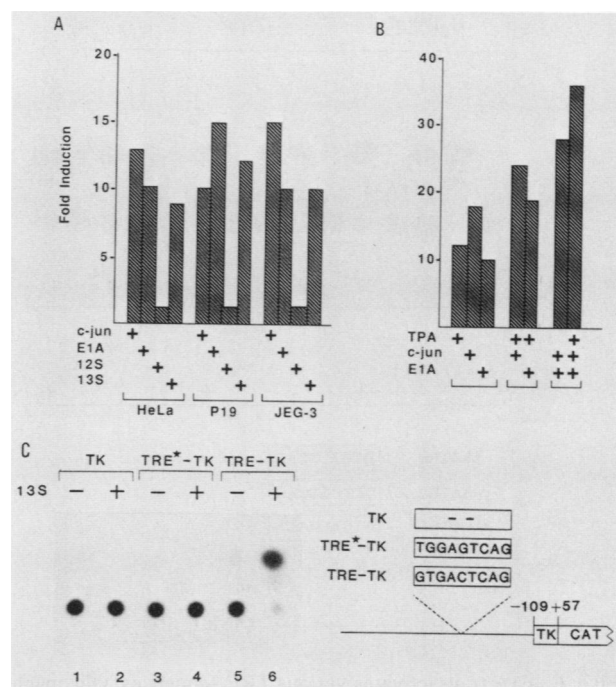 A
B
20
15
10
5
Fold Induction
c-jun + + +
E1A + + +
12S + + +
13S + + +
HeLa P19 JEG-3
40
30
20
10
TPA + ++ +
c-jun + + ++
E1A + + ++
C
TK TRE*-TK TRE-TK
13S − + − + − +
1 2 3 4 5 6
TK − −
TRE*-TK TGGAGTCAG
TRE-TK GTGACTCAG
−109 +57
TK CAT